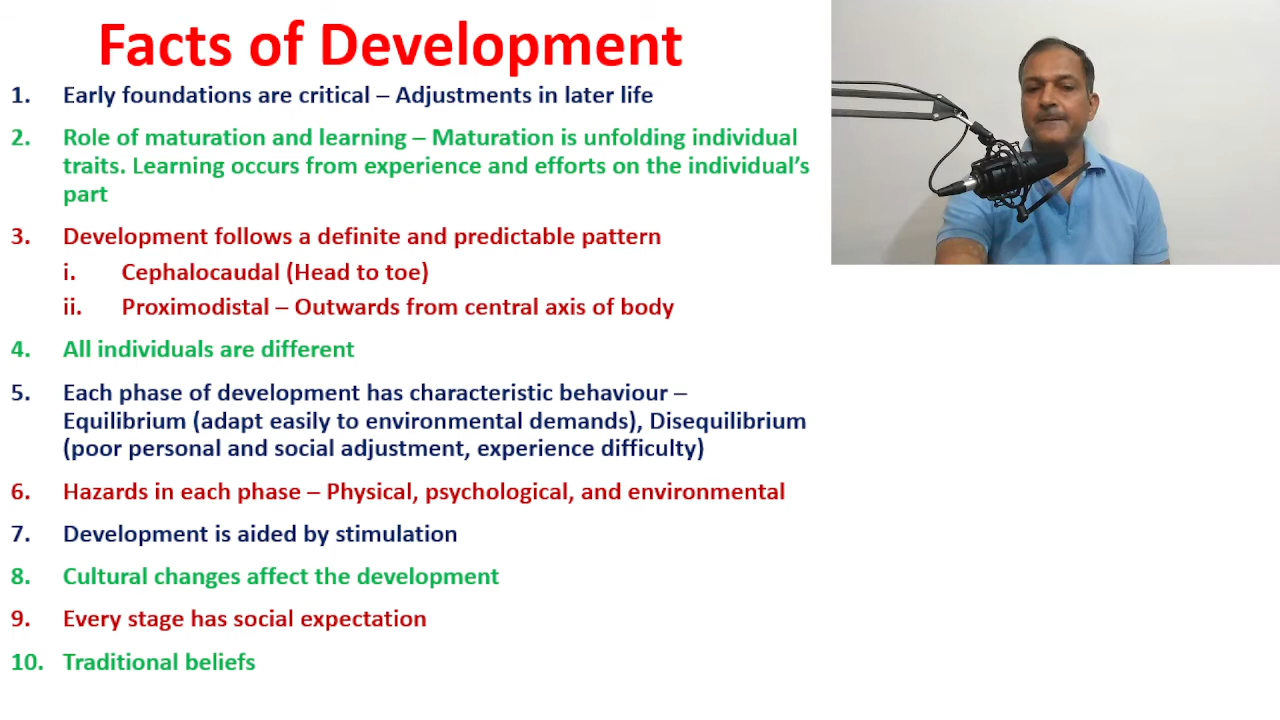 Facts of Development
1. Early foundations are critical – Adjustments in later life
2. Role of maturation and learning – Maturation is unfolding individual
traits. Learning occurs from experience and efforts on the individual’s
part
3. Development follows a definite and predictable pattern
i. Cephalocaudal (Head to toe)
ii. Proximodistal – Outwards from central axis of body
4. All individuals are different
5. Each phase of development has characteristic behaviour –
Equilibrium (adapt easily to environmental demands), Disequilibrium
(poor personal and social adjustment, experience difficulty)
6. Hazards in each phase – Physical, psychological, and environmental
7. Development is aided by stimulation
8. Cultural changes affect the development
9. Every stage has social expectation
10. Traditional beliefs